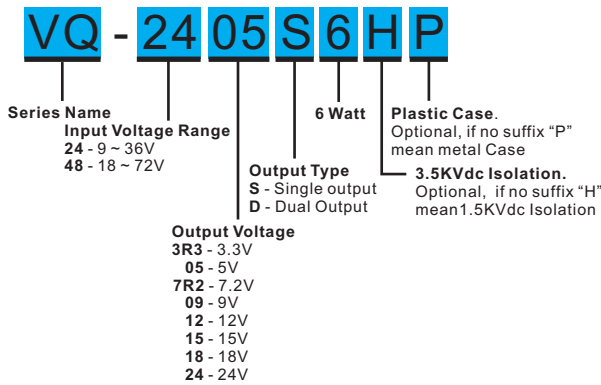 VQ - 24 05 S 6 H P
Series Name
Input Voltage Range
24 - 9 ~ 36V
48 - 18 ~ 72V
Output Voltage
3R3 - 3.3V
05 - 5V
7R2 - 7.2V
09 - 9V
12 - 12V
15 - 15V
18 - 18V
24 - 24V
Output Type
S - Single output
D - Dual Output
6 Watt
Plastic Case.
Optional, if no suffix “P”
mean metal Case
3.5KVdc Isolation.
Optional, if no suffix “H”
mean1.5KVdc Isolation